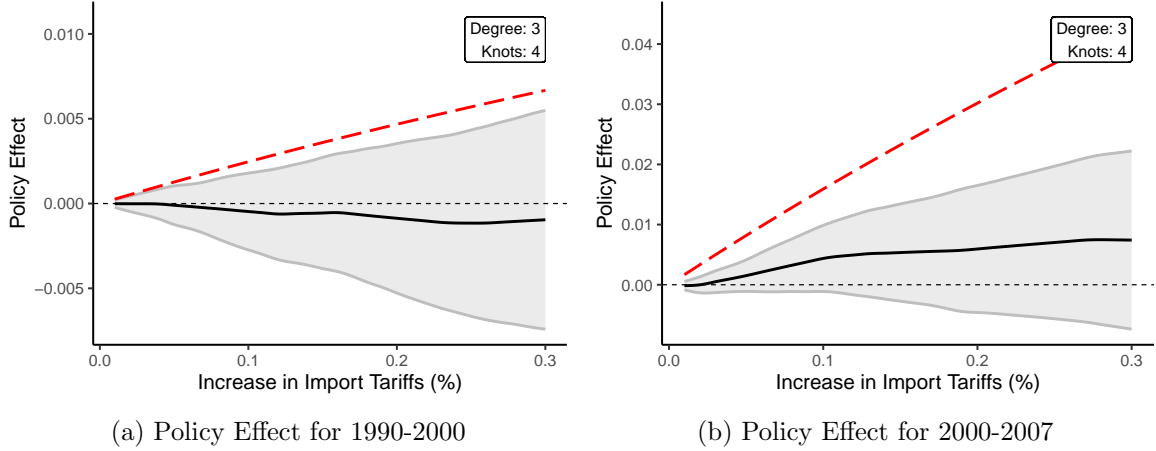 Degree: 3
Knots: 4
Policy Effect
0.010
0.005
0.000
−0.005
0.0
0.1
0.2
0.3
Increase in Import Tariffs (%)
(a) Policy Effect for 1990-2000
Degree: 3
Knots: 4
Policy Effect
0.04
0.03
0.02
0.01
0.00
0.0
0.1
0.2
0.3
Increase in Import Tariffs (%)
(b) Policy Effect for 2000-2007